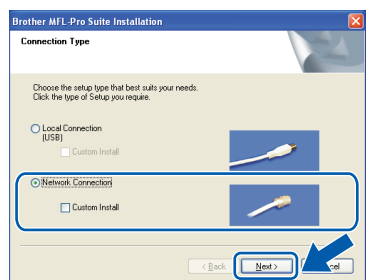 Brother MFL-Pro Suite Installation
Connection Type
Choose the setup type that best suits your needs.
Click the type of Setup you require.
Local Connection
(USB)
Custom Install
Network Connection
Custom Install
< Back
Next >